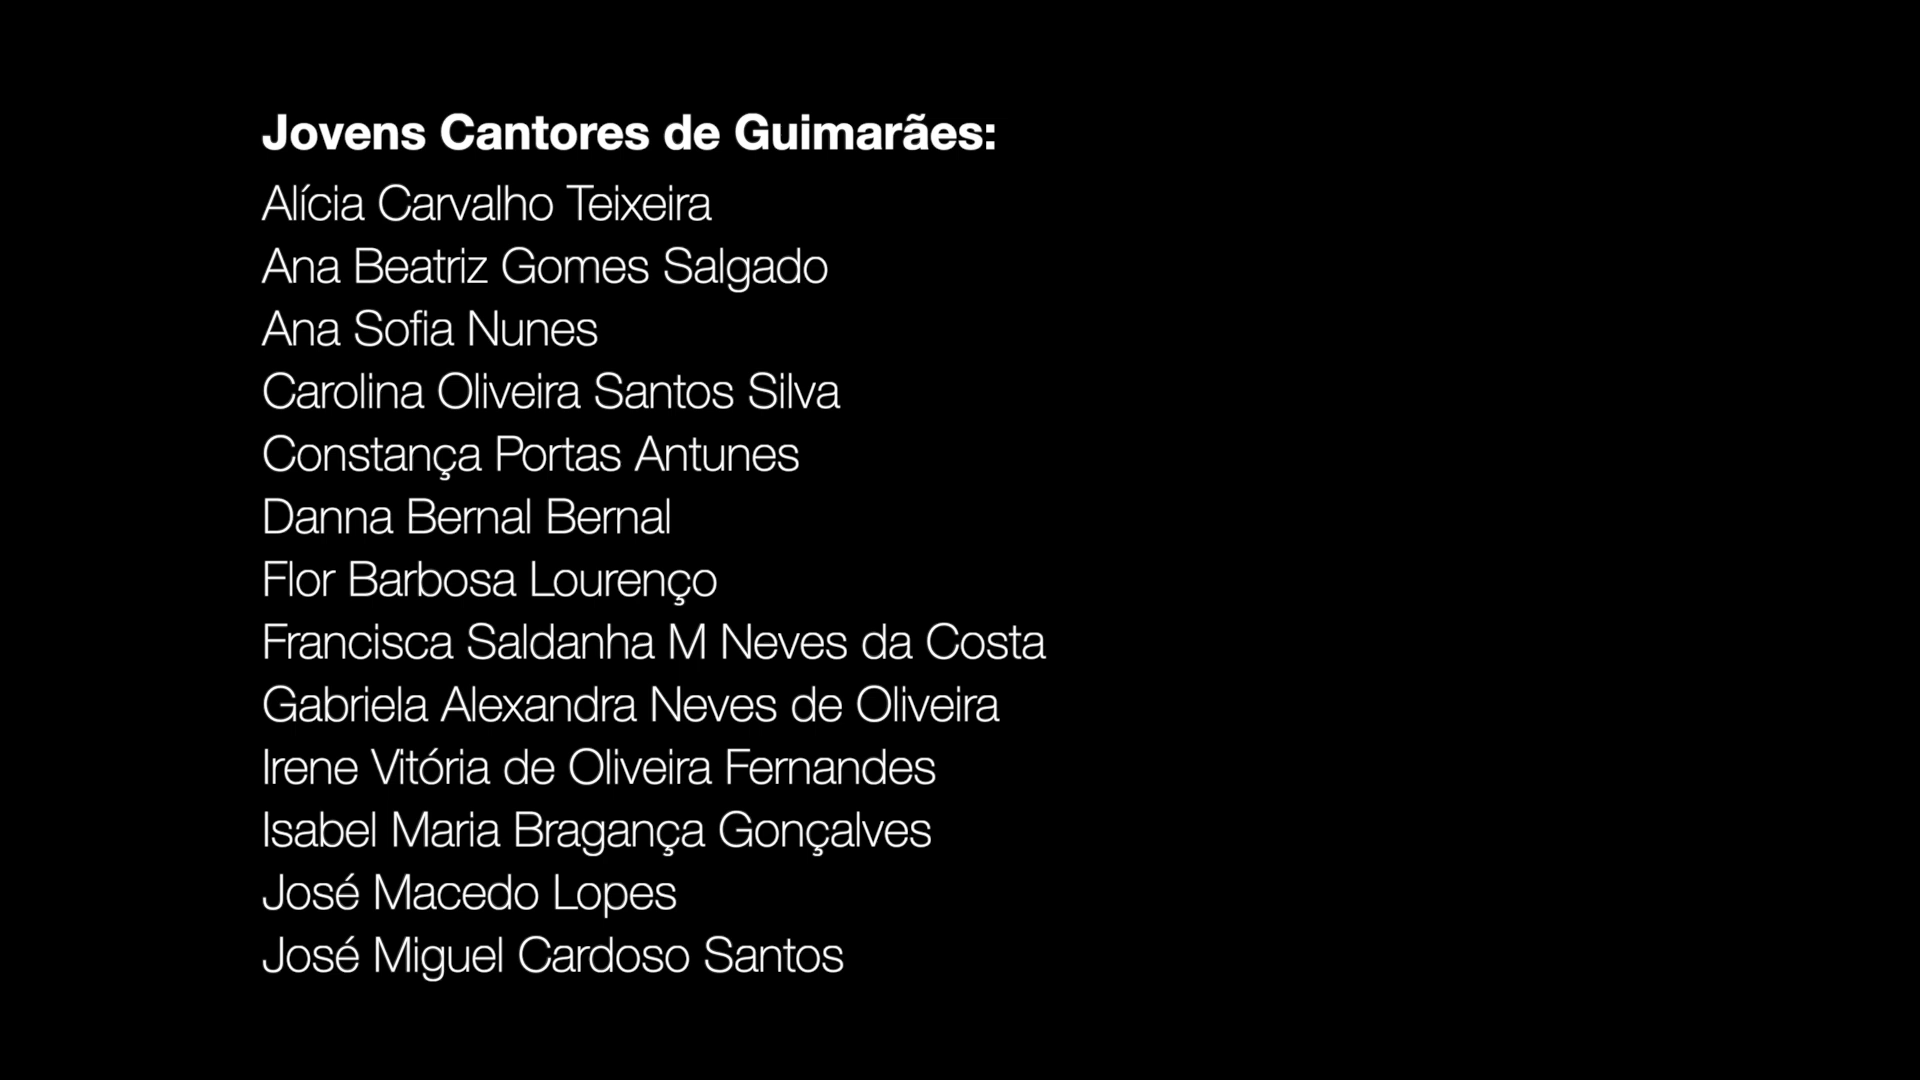 Jovens Cantores de Guimarães:
Alícia Carvalho Teixeira
Ana Beatriz Gomes Salgado
Ana Sofia Nunes
Carolina Oliveira Santos Silva
Constança Portas Antunes
Danna Bernal Bernal
Flor Barbosa Lourenço
Francisca Saldanha M Neves da Costa
Gabriela Alexandra Neves de Oliveira
Irene Vitória de Oliveira Fernandes
Isabel Maria Bragança Gonçalves
José Macedo Lopes
José Miguel Cardoso Santos